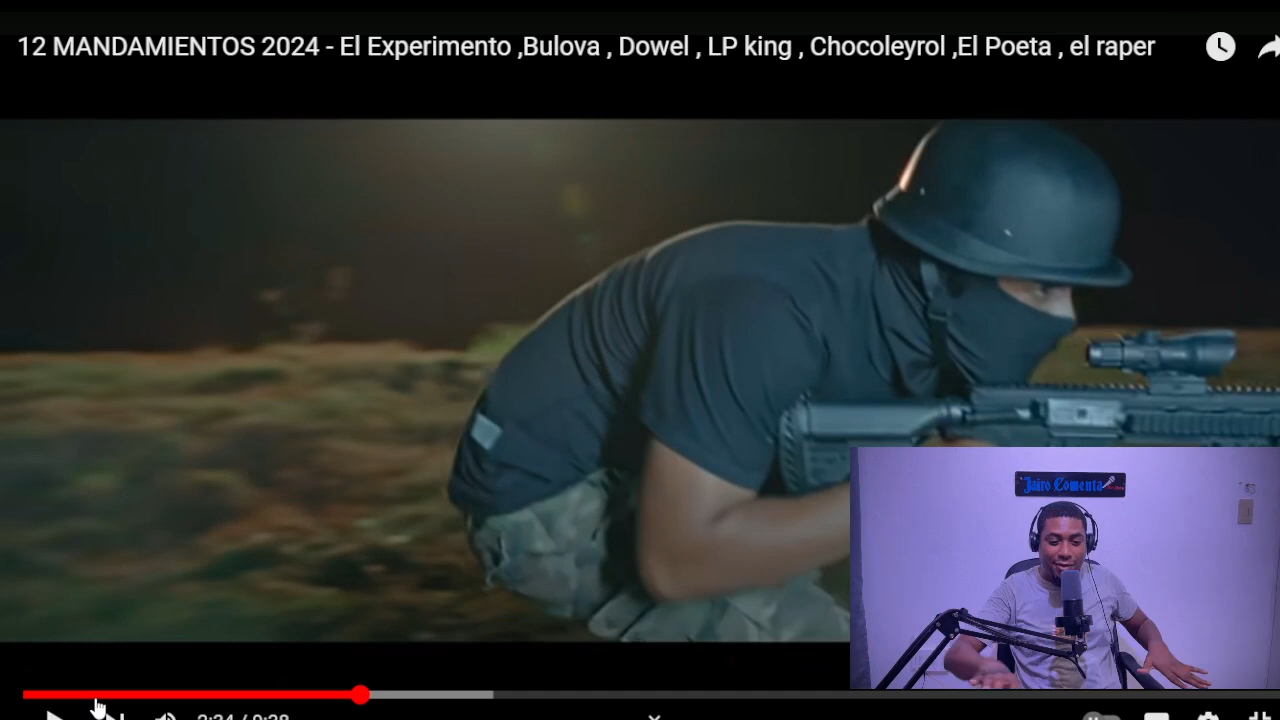 12 MANDAMIENTOS 2024 - El Experimento ,Bulova , Dowel , LP king , Chocoleyrol ,El Poeta , el raper
Jairo Comenta